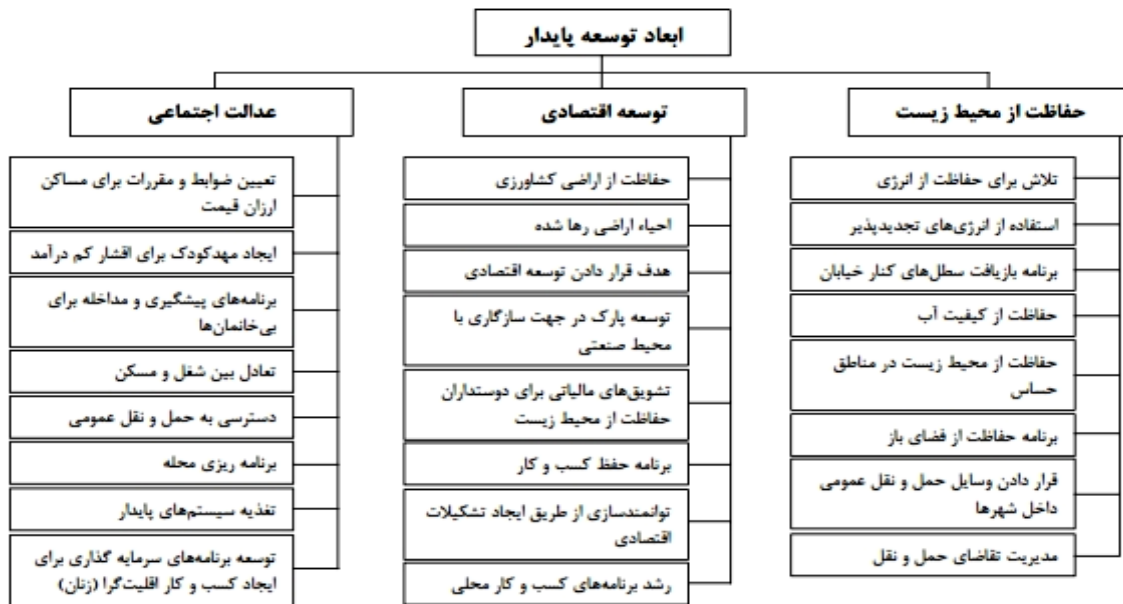 ابعاد توسعه پایدار
حفاظت از محیط زیست
تلاش برای حفاظت از انرژی
استفاده از انرژی‌های تجدیدپذیر
برنامه بازیافت سطل‌های کنار خیابان
حفاظت از کیفیت آب
حفاظت از محیط زیست در مناطق
حساس
برنامه حفاظت از فضای باز
قرار دادن وسایل حمل و نقل عمومی
داخل شهرها
مدیریت تقاضای حمل و نقل
توسعه اقتصادی
حفاظت از اراضی کشاورزی
احیاء اراضی رها شده
هدف قرار دادن توسعه اقتصادی
توسعه پارک در جهت سازگاری با
محیط صنعتی
تشویق‌های مالیاتی برای دوستداران
حفاظت از محیط زیست
برنامه حفظ کسب و کار
توانمندسازی از طریق ایجاد تشکیلات
اقتصادی
رشد برنامه‌های کسب و کار محلی
عدالت اجتماعی
تعیین ضوابط و مقررات برای مساکن
ارزان قیمت
ایجاد مهدکودک برای اقشار کم درآمد
برنامه‌های پیشگیری و مداخله برای
بی‌خانمان‌ها
تعادل بین شغل و مسکن
دسترسی به حمل و نقل عمومی
برنامه ریزی محله
تغذیه سیستم‌های پایدار
توسعه برنامه‌های سرمایه گذاری برای
ایجاد کسب و کار اقلیت‌گرا (زنان)